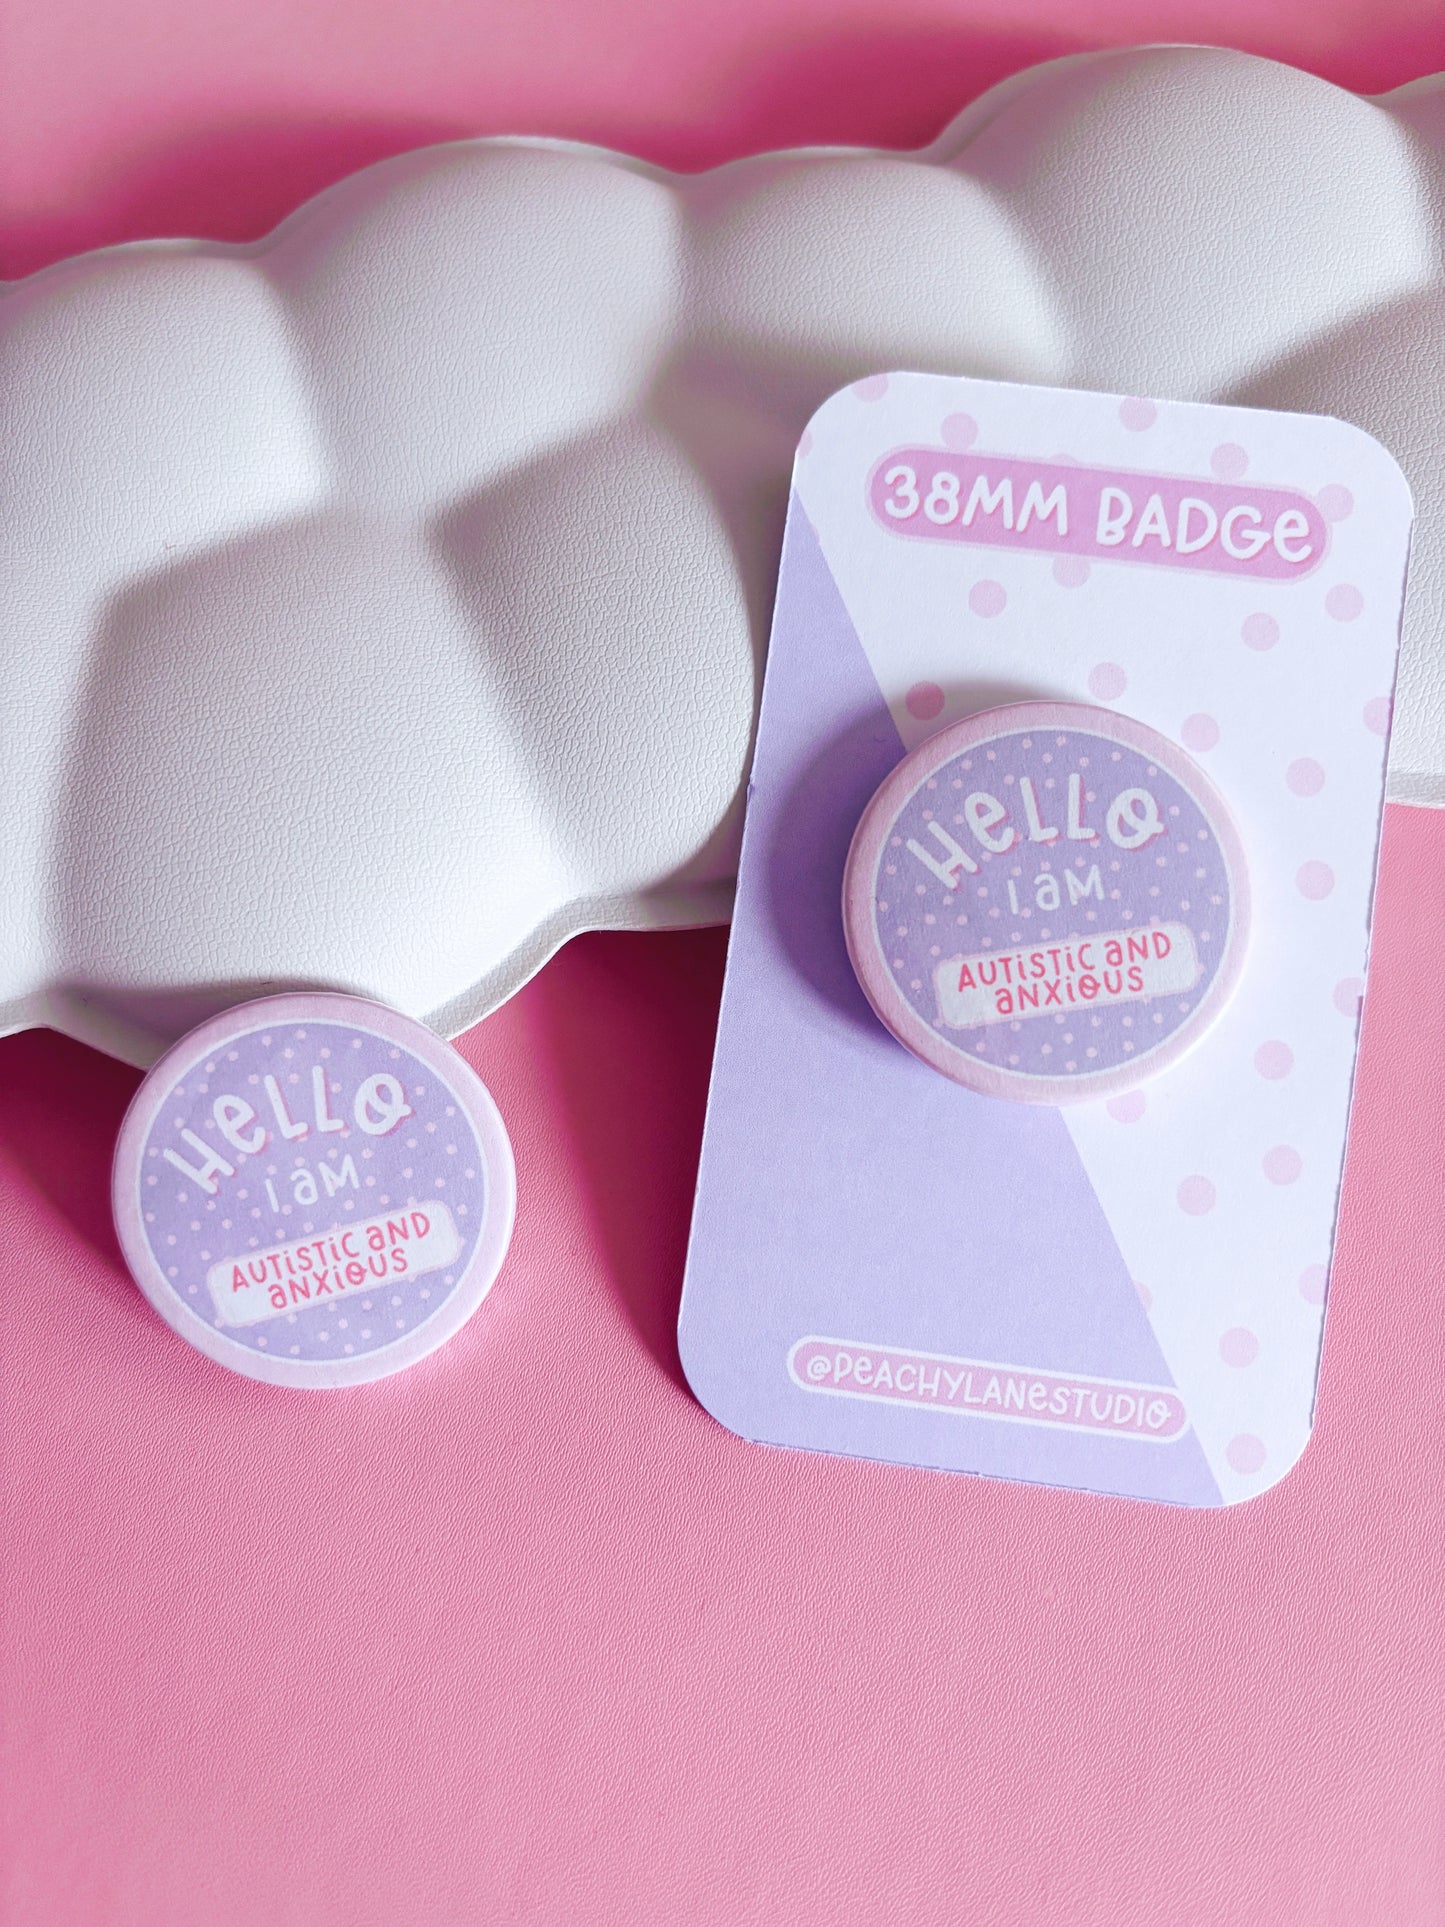 38MM BADGe
HeLLO
I aM
AUTiSTiC aND
aNXiOUS
@PeACHYLANeSTUDIO
HeLLO
I aM
AUTiSTiC aND
aNXiOUS